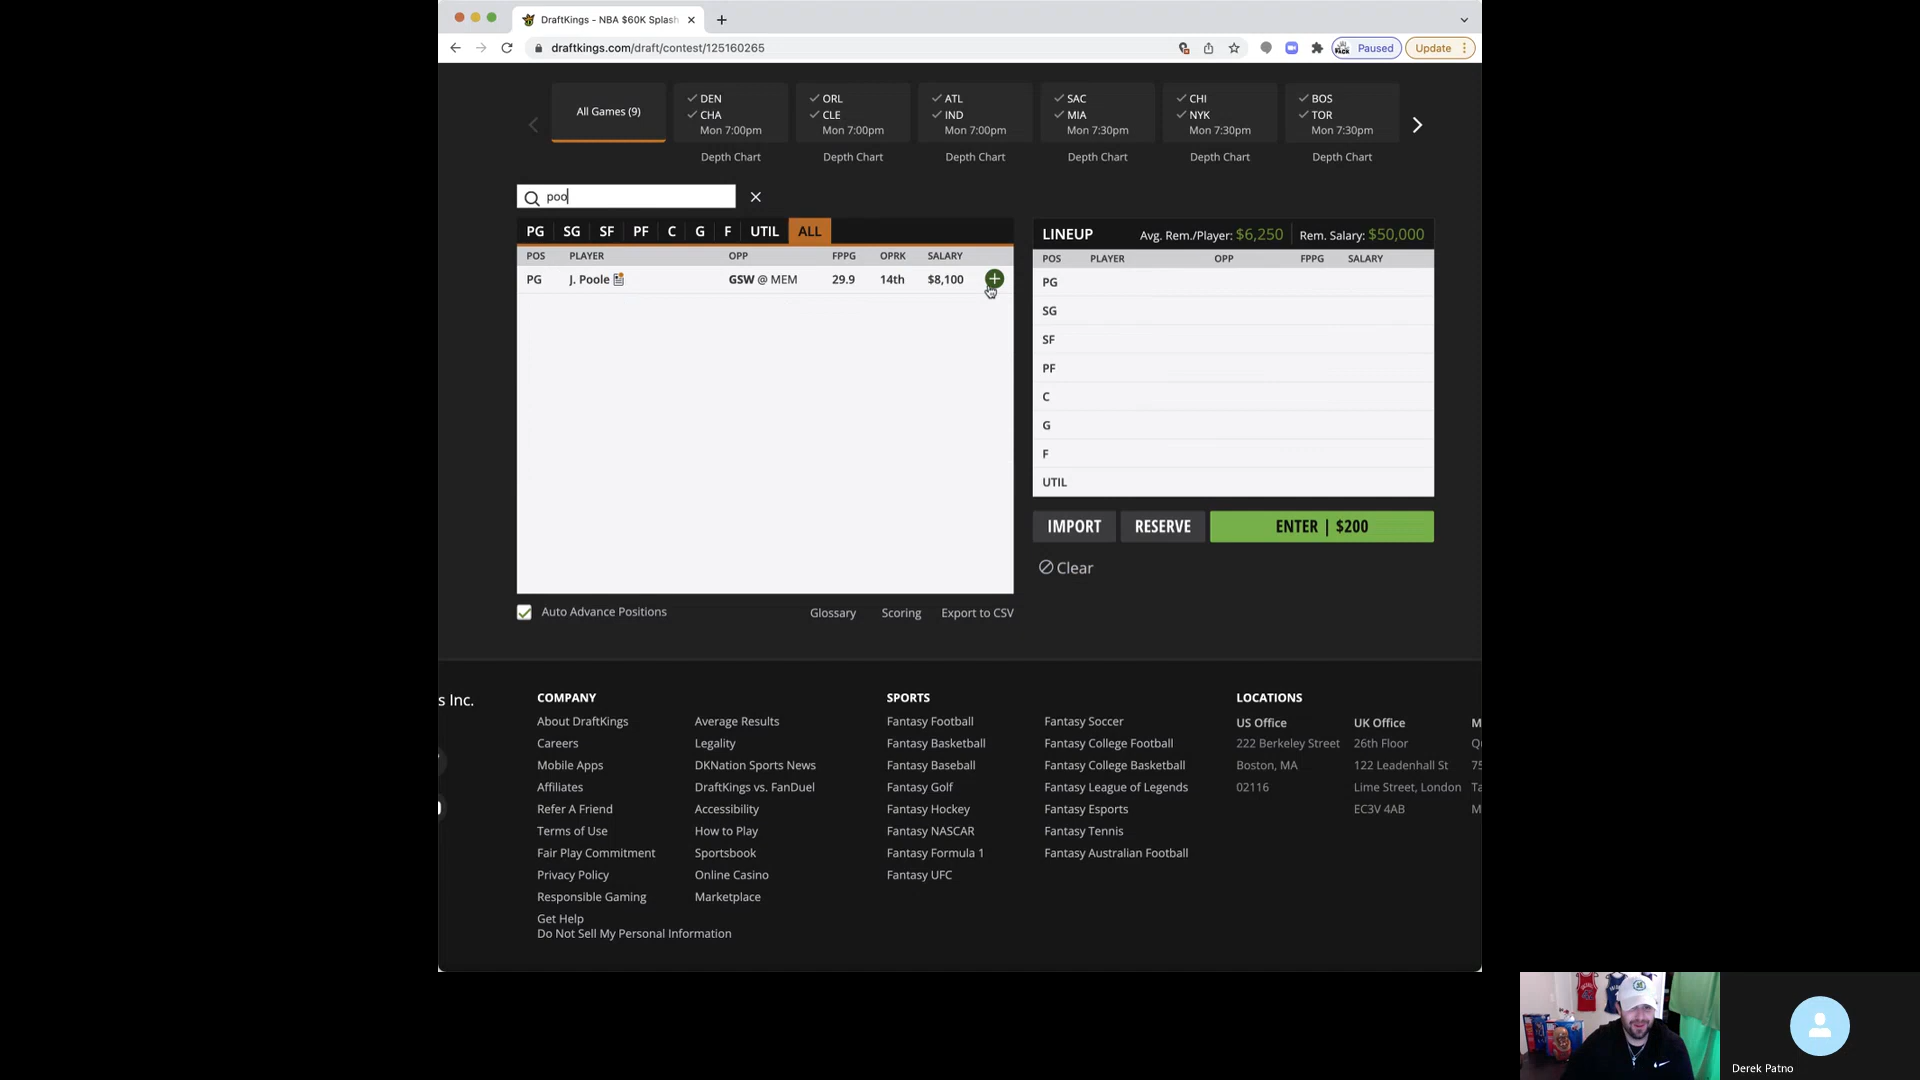 DraftKings - NBA $60K Splash
draftkings.com/draft/contest/125160265
Paused
Update
All Games (9)
DEN
CHA
Mon 7:00pm
Depth Chart
ORL
CLE
Mon 7:00pm
Depth Chart
ATL
IND
Mon 7:00pm
Depth Chart
SAC
MIA
Mon 7:30pm
Depth Chart
CHI
NYK
Mon 7:30pm
Depth Chart
BOS
TOR
Mon 7:30pm
Depth Chart
poo
PG SG SF PF C G F UTIL ALL
POS PLAYER OPP FPPG OPRK SALARY
PG J. Poole GSW @ MEM 29.9 14th $8,100
Auto Advance Positions
Glossary Scoring Export to CSV
LINEUP Avg. Rem./Player: $6,250 Rem. Salary: $50,000
POS PLAYER OPP FPPG SALARY
PG
SG
SF
PF
C
G
F
UTIL
IMPORT RESERVE ENTER | $200
Clear
s Inc.
COMPANY
About DraftKings
Careers
Mobile Apps
Affiliates
Refer A Friend
Terms of Use
Fair Play Commitment
Privacy Policy
Responsible Gaming
Get Help
Do Not Sell My Personal Information
Average Results
Legality
DKNation Sports News
DraftKings vs. FanDuel
Accessibility
How to Play
Sportsbook
Online Casino
Marketplace
SPORTS
Fantasy Football
Fantasy Basketball
Fantasy Baseball
Fantasy Golf
Fantasy Hockey
Fantasy NASCAR
Fantasy Formula 1
Fantasy UFC
Fantasy Soccer
Fantasy College Football
Fantasy College Basketball
Fantasy League of Legends
Fantasy Esports
Fantasy Tennis
Fantasy Australian Football
LOCATIONS
US Office
222 Berkeley Street
Boston, MA
02116
UK Office
26th Floor
122 Leadenhall St
Lime Street, London
EC3V 4AB
Derek Patno